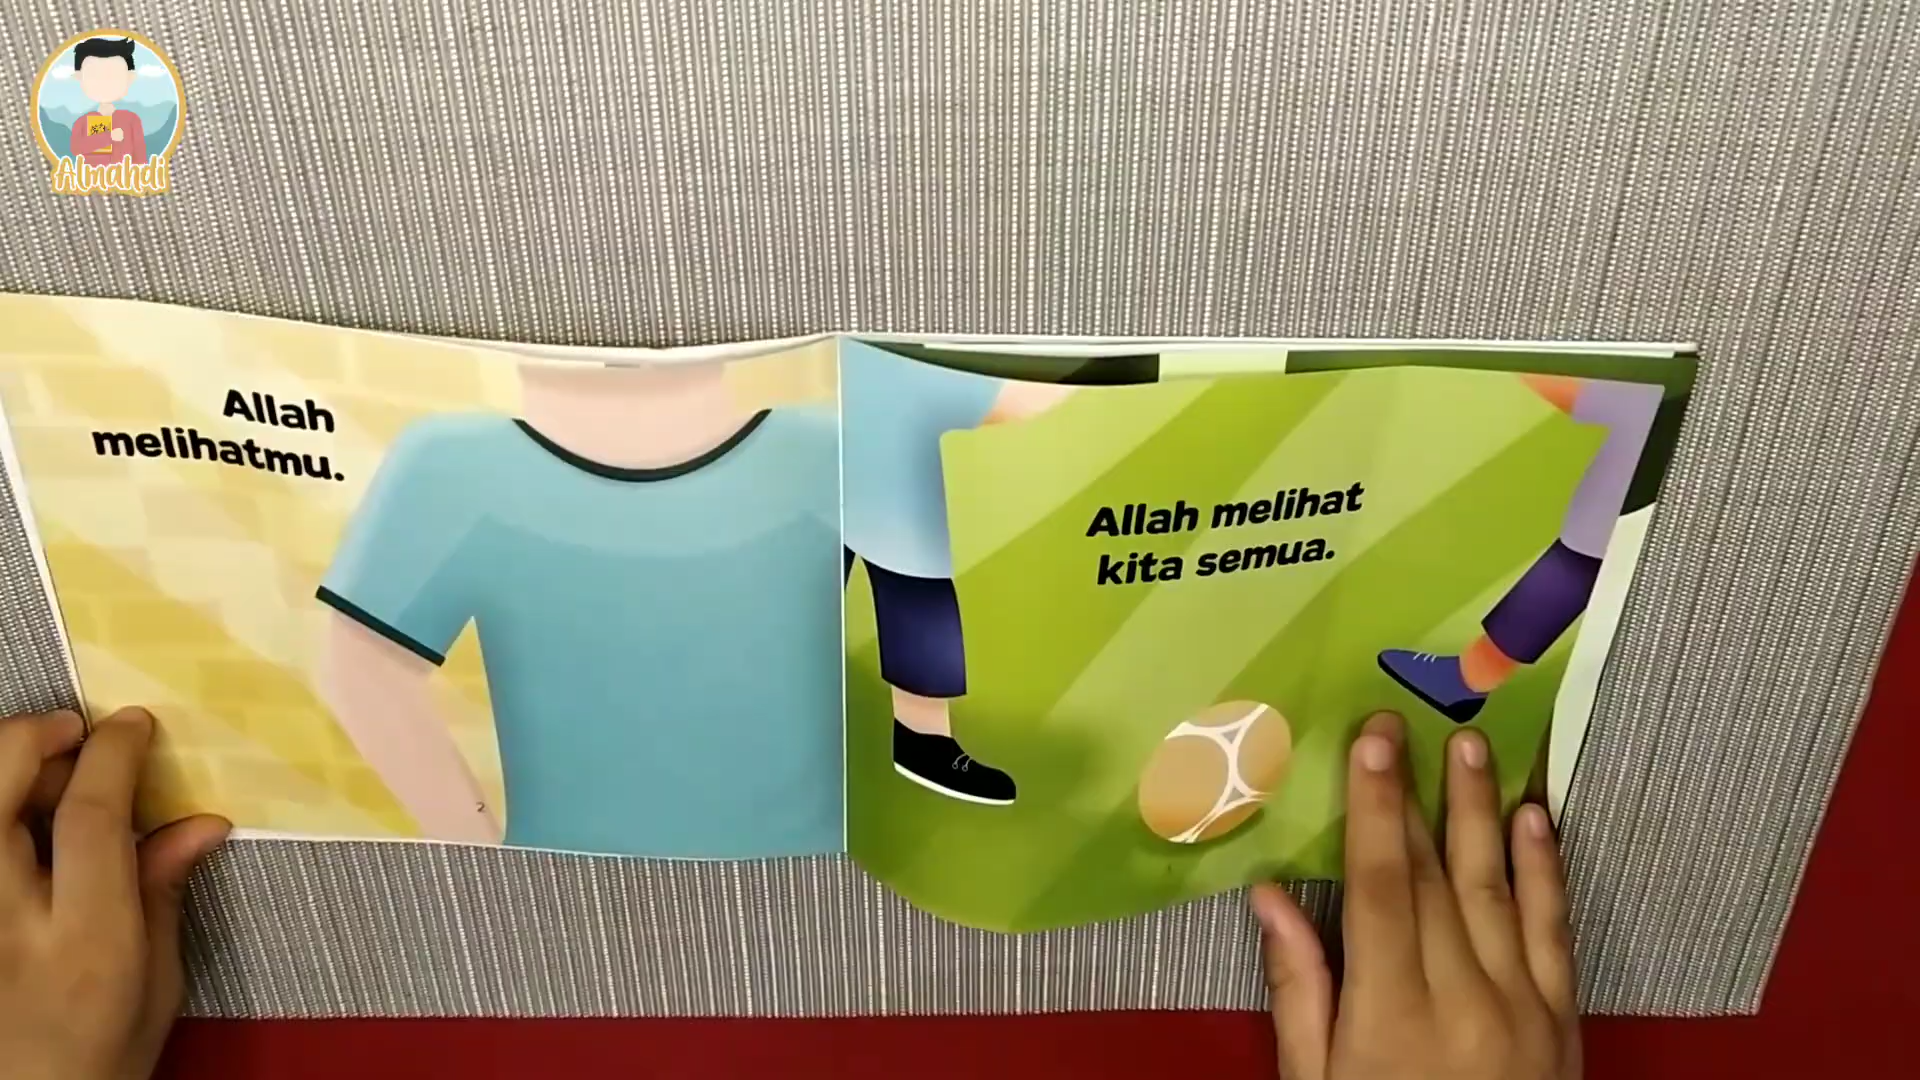 Almahdi
Allah
melihatmu.
2
Allah melihat
kita semua.